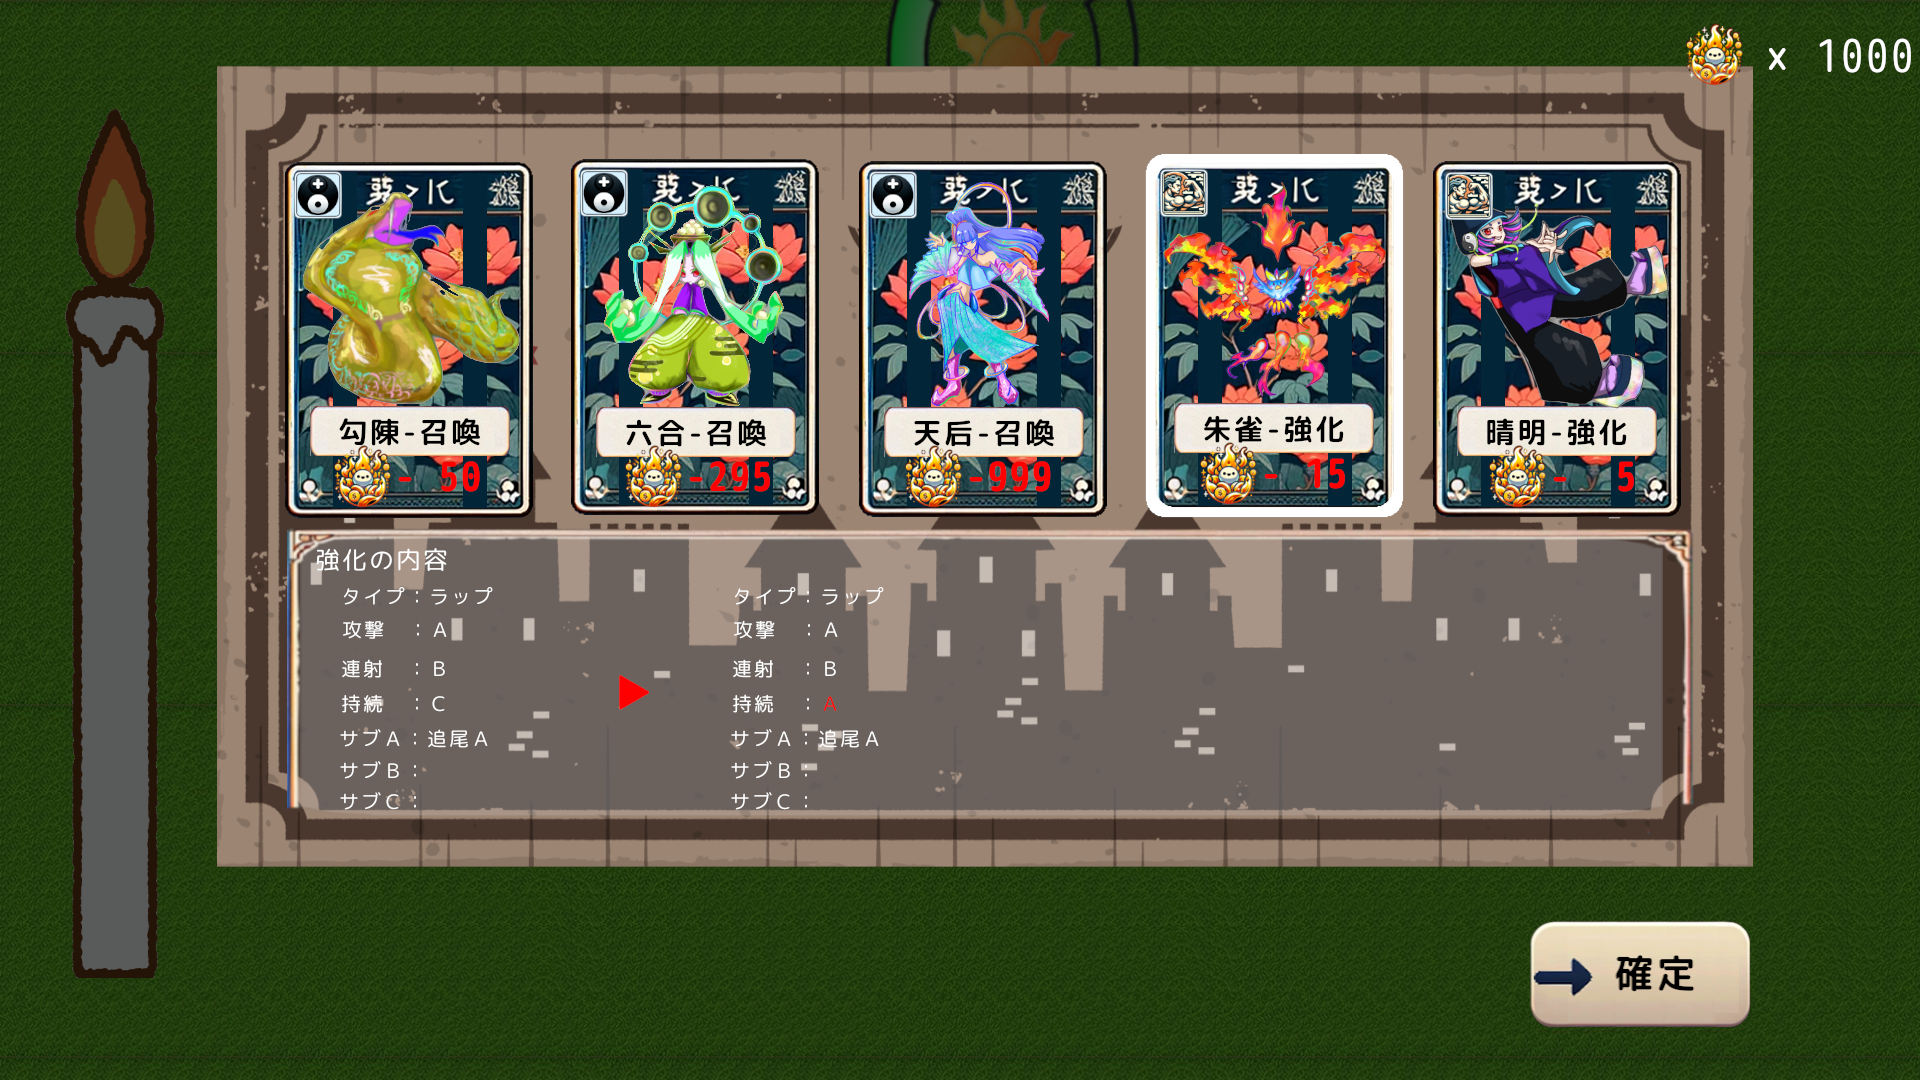 x 1000
勾陳-召喚
- 50
六合-召喚
-295
天后-召喚
-999
朱雀-強化
- 15
晴明-強化
- 5
強化の内容
タイプ：ラップ
攻撃　：A
連射　：B
持続　：C
サブA：追尾A
サブB：
サブC：
タイプ：ラップ
攻撃　：A
連射　：B
持続　：A
サブA：追尾A
サブB：
サブC：
確定